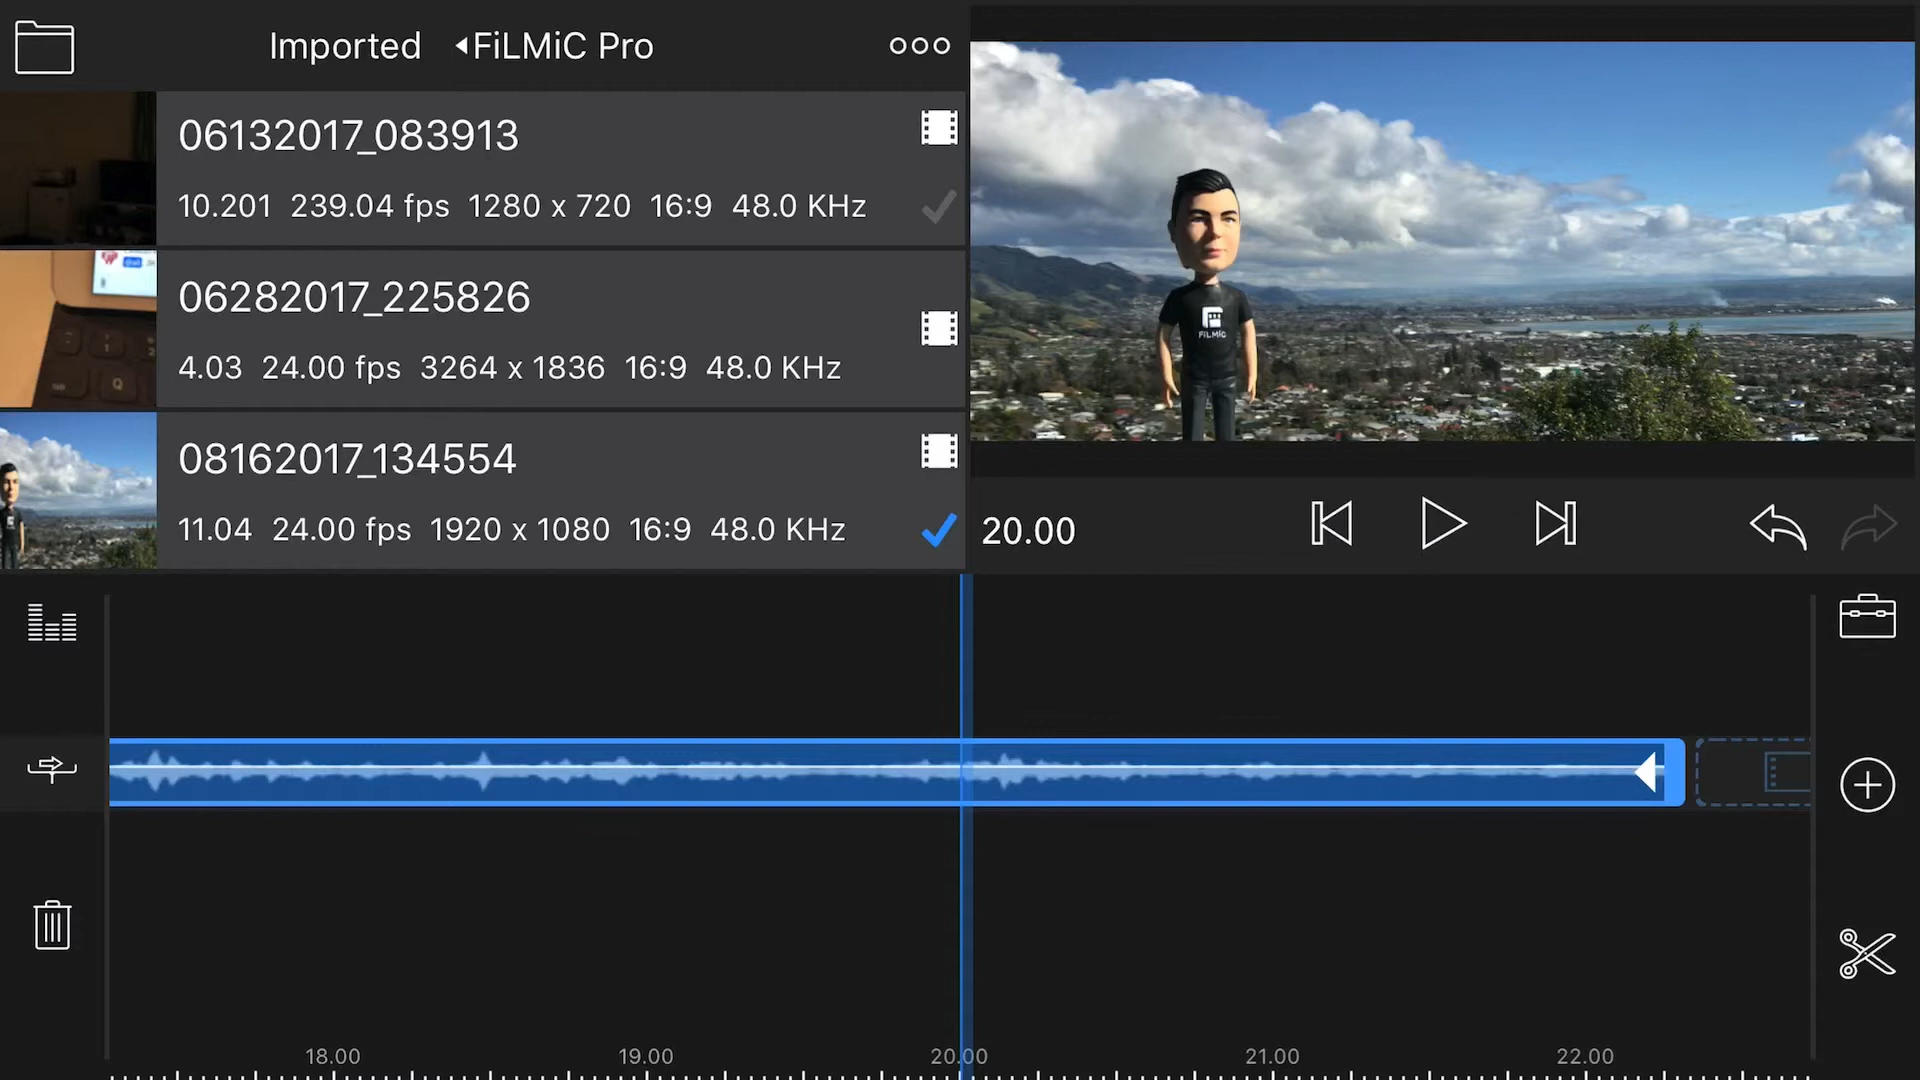 Imported ◂FiLMiC Pro
06132017_083913
10.201 239.04 fps 1280 x 720 16:9 48.0 KHz
06282017_225826
4.03 24.00 fps 3264 x 1836 16:9 48.0 KHz
08162017_134554
11.04 24.00 fps 1920 x 1080 16:9 48.0 KHz
FiLMiC
20.00
18.00 19.00 20.00 21.00 22.00